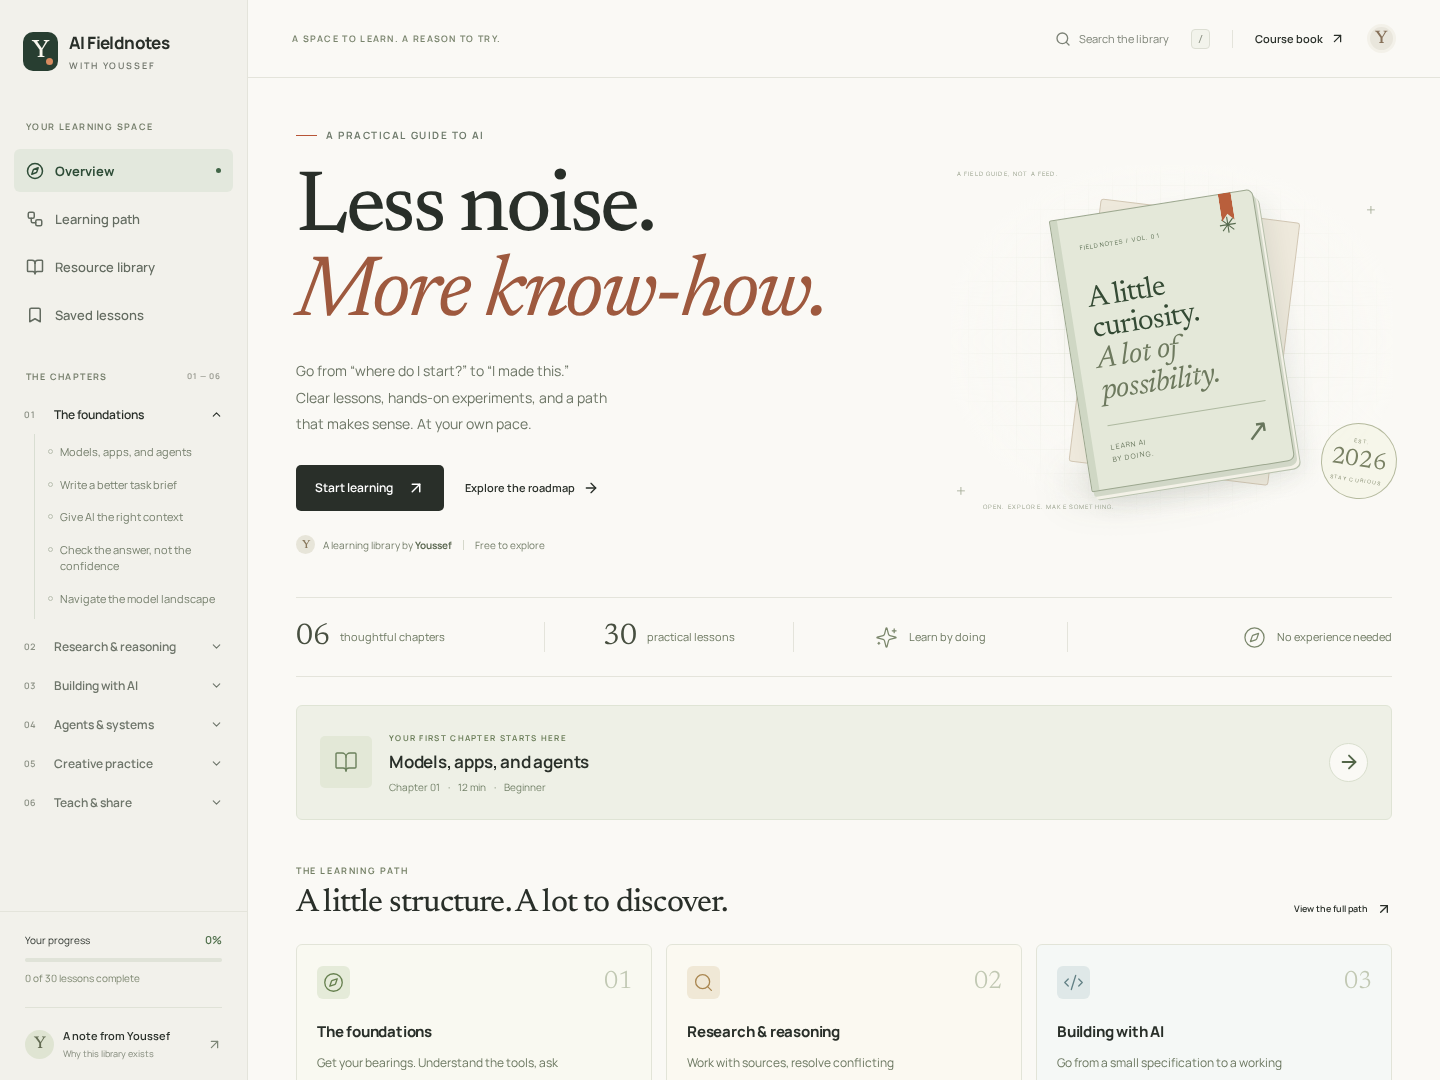 Y
AI Fieldnotes
WITH YOUSSEF
YOUR LEARNING SPACE
Overview
Learning path
Resource library
Saved lessons
THE CHAPTERS
01 — 06
01 The foundations
Models, apps, and agents
Write a better task brief
Give AI the right context
Check the answer, not the
confidence
Navigate the model landscape
02 Research & reasoning
03 Building with AI
04 Agents & systems
05 Creative practice
06 Teach & share
Your progress 0%
0 of 30 lessons complete
Y
A note from Youssef
Why this library exists
A SPACE TO LEARN. A REASON TO TRY.
Search the library /
Course book
Y
A PRACTICAL GUIDE TO AI
Less noise.
More know-how.
Go from “where do I start?” to “I made this.”
Clear lessons, hands-on experiments, and a path
that makes sense. At your own pace.
Start learning
Explore the roadmap
Y
A learning library by Youssef
Free to explore
A FIELD GUIDE, NOT A FEED.
FIELDNOTES / VOL. 01
A little
curiosity.
A lot of
possibility.
LEARN AI
BY DOING.
EST.
2026
STAY CURIOUS
OPEN. EXPLORE. MAKE SOMETHING.
06 thoughtful chapters
30 practical lessons
Learn by doing
No experience needed
YOUR FIRST CHAPTER STARTS HERE
Models, apps, and agents
Chapter 01 · 12 min · Beginner
THE LEARNING PATH
A little structure. A lot to discover.
View the full path
01
The foundations
Get your bearings. Understand the tools, ask
02
Research & reasoning
Work with sources, resolve conflicting
03
Building with AI
Go from a small specification to a working